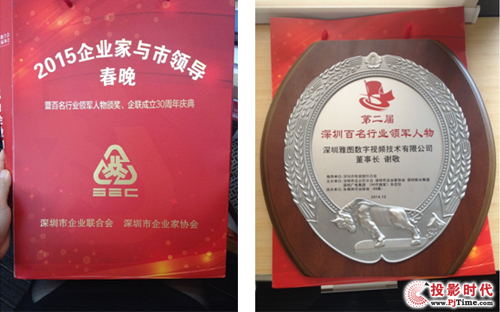 2015企业家与市领导
春晚
暨百名行业领军人物颁奖、企联成立30周年庆典
SEC
深圳市企业联合会 深圳市企业家协会
第二届
深圳百名行业领军人物
深圳雅图数字视频技术有限公司
董事长 谢敬
2014.12
投影时代
www.PjTime.com